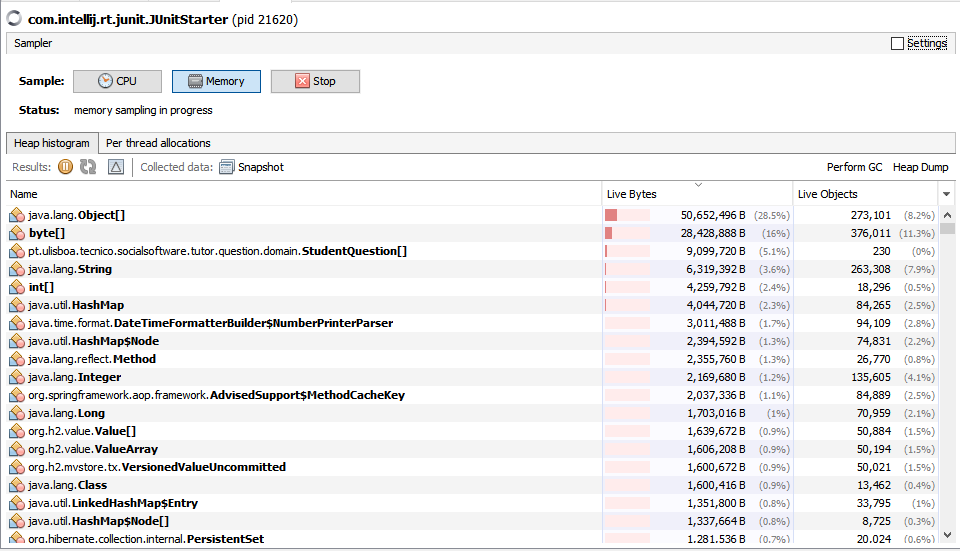 com.intellij.rt.junit.JUnitStarter (pid 21620)
Sampler Settings
Sample: CPU Memory Stop
Status: memory sampling in progress
Heap histogram Per thread allocations
Results: Collected data: Snapshot Perform GC Heap Dump
Name Live Bytes Live Objects
java.lang.Object[] 50,652,496 B (28.5%) 273,101 (8.2%)
byte[] 28,428,888 B (16%) 376,011 (11.3%)
pt.ulisboa.tecnico.socialsoftware.tutor.question.domain.StudentQuestion[] 9,099,720 B (5.1%) 230 (0%)
java.lang.String 6,319,392 B (3.6%) 263,308 (7.9%)
int[] 4,259,792 B (2.4%) 18,296 (0.5%)
java.util.HashMap 4,044,720 B (2.3%) 84,265 (2.5%)
java.time.format.DateTimeFormatterBuilder$NumberPrinterParser 3,011,488 B (1.7%) 94,109 (2.8%)
java.util.HashMap$Node 2,394,592 B (1.3%) 74,831 (2.2%)
java.lang.reflect.Method 2,355,760 B (1.3%) 26,770 (0.8%)
java.lang.Integer 2,169,680 B (1.2%) 135,605 (4.1%)
org.springframework.aop.framework.AdvisedSupport$MethodCacheKey 2,037,336 B (1.1%) 84,889 (2.5%)
java.lang.Long 1,703,016 B (1%) 70,959 (2.1%)
org.h2.value.Value[] 1,639,672 B (0.9%) 50,884 (1.5%)
org.h2.value.ValueArray 1,606,208 B (0.9%) 50,194 (1.5%)
org.h2.mvstore.tx.VersionedValueUncommitted 1,600,672 B (0.9%) 50,021 (1.5%)
java.lang.Class 1,600,416 B (0.9%) 13,462 (0.4%)
java.util.LinkedHashMap$Entry 1,351,800 B (0.8%) 33,795 (1%)
java.util.HashMap$Node[] 1,337,664 B (0.8%) 8,725 (0.3%)
org.hibernate.collection.internal.PersistentSet 1,281,536 B (0.7%) 20,024 (0.6%)